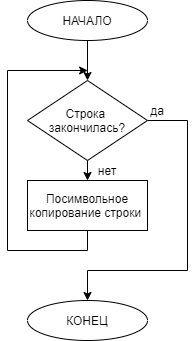 НАЧАЛО
Строка
закончилась?
да
нет
Посимвольное
копирование строки
КОНЕЦ